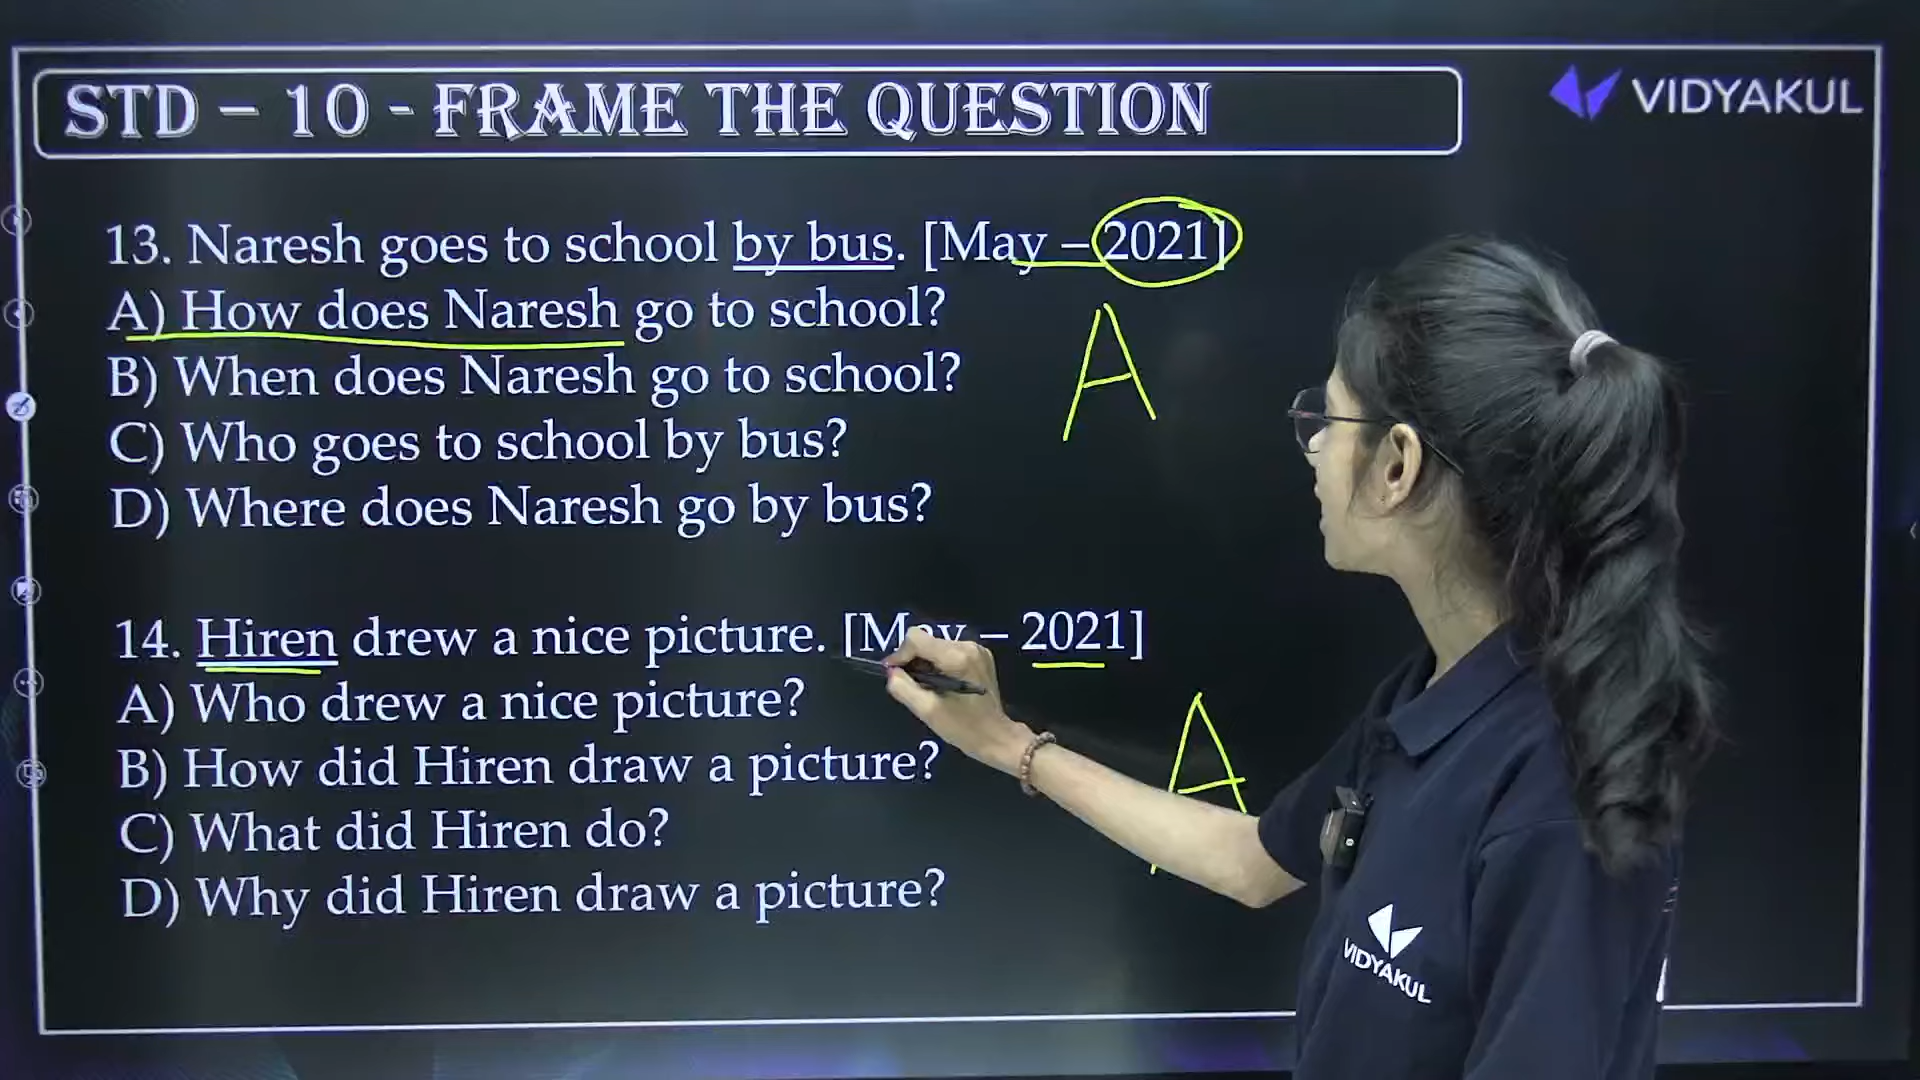 STD – 10 - FRAME THE QUESTION
VIDYAKUL
13. Naresh goes to school by bus. [May – 2021]
A) How does Naresh go to school?
A
B) When does Naresh go to school?
C) Who goes to school by bus?
D) Where does Naresh go by bus?
14. Hiren drew a nice picture. [May – 2021]
A) Who drew a nice picture?
A
B) How did Hiren draw a picture?
C) What did Hiren do?
D) Why did Hiren draw a picture?
VIDYAKUL